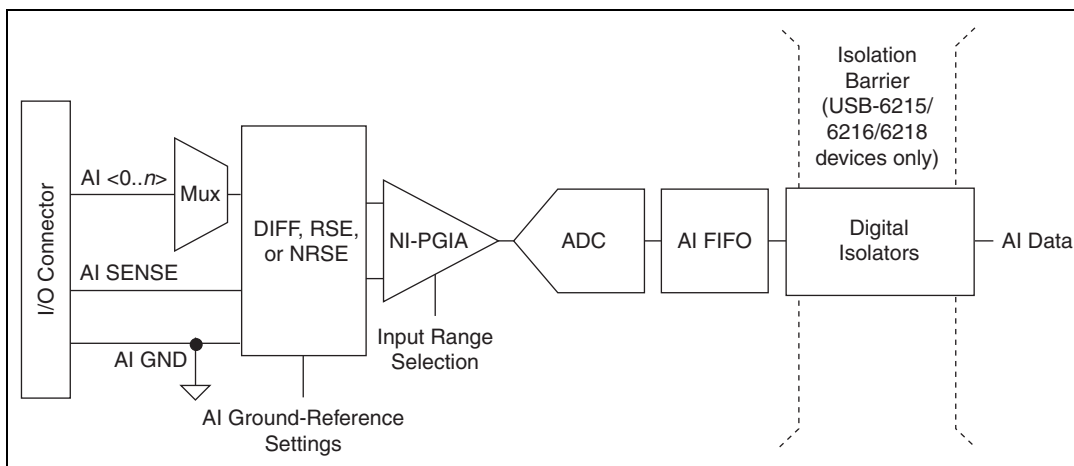 Isolation
Barrier
(USB-6215/
6216/6218
devices only)
I/O Connector
AI <0..n>
Mux
DIFF, RSE,
or NRSE
NI-PGIA
ADC
AI FIFO
Digital
Isolators
AI Data
AI SENSE
AI GND
Input Range
Selection
AI Ground-Reference
Settings